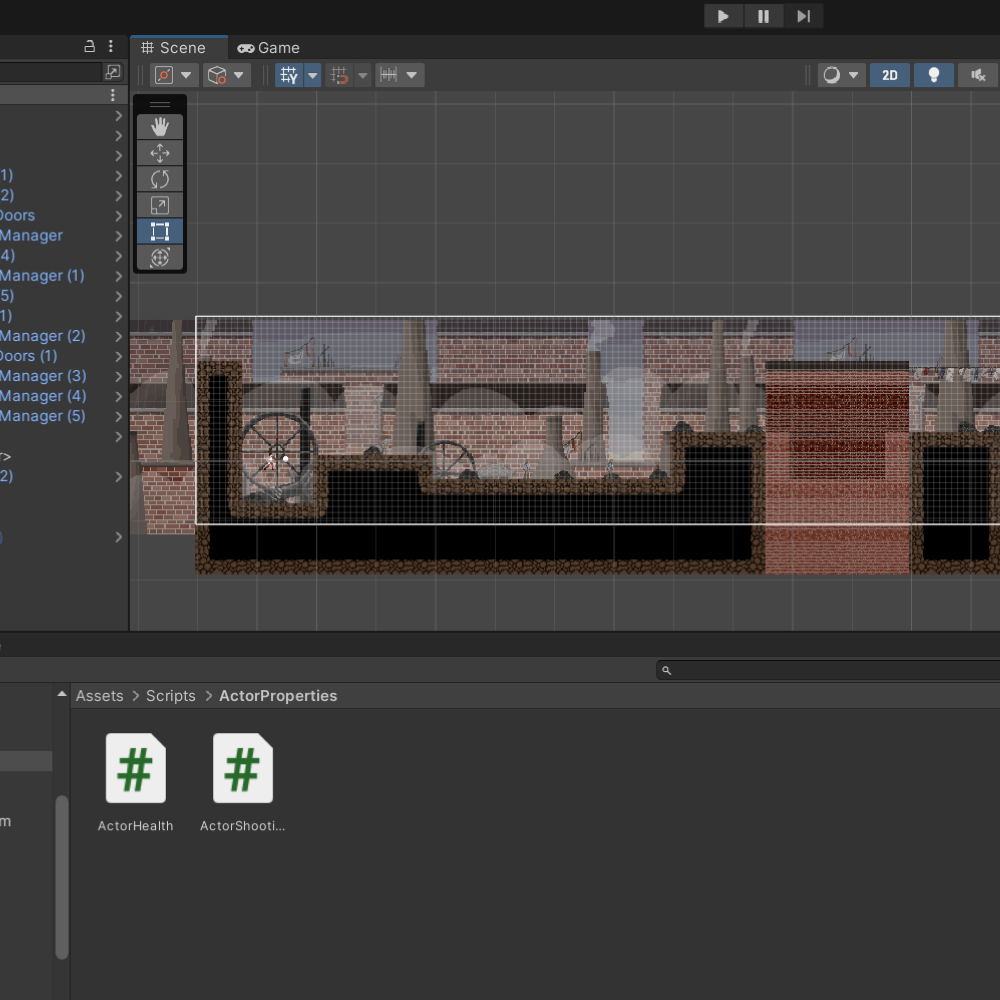 Scene
Game
2D
1)
2)
Doors
Manager
4)
Manager (1)
5)
1)
Manager (2)
Doors (1)
Manager (3)
Manager (4)
Manager (5)
r>
2)
Assets > Scripts > ActorProperties
m
ActorHealth
ActorShooti...